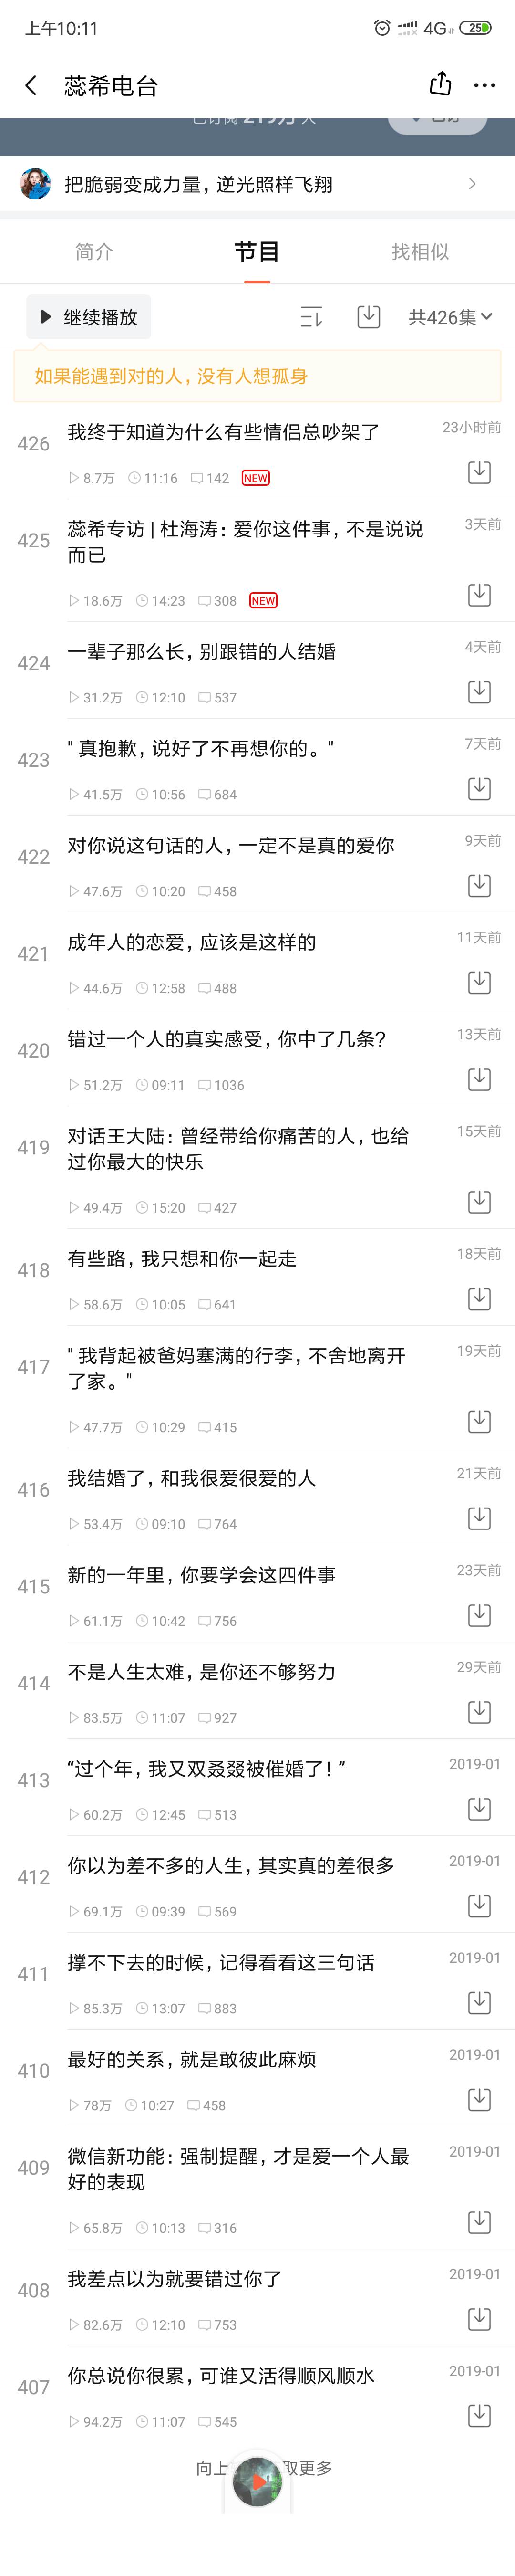 上午10:11
4G
25
蕊希电台
把脆弱变成力量，逆光照样飞翔
简介
节目
找相似
继续播放
共426集
如果能遇到对的人，没有人想孤身
426
我终于知道为什么有些情侣总吵架了
23小时前
8.7万 11:16 142 NEW
425
蕊希专访 | 杜海涛：爱你这件事，不是说说
而已
3天前
18.6万 14:23 308 NEW
424
一辈子那么长，别跟错的人结婚
4天前
31.2万 12:10 537
423
" 真抱歉，说好了不再想你的。"
7天前
41.5万 10:56 684
422
对你说这句话的人，一定不是真的爱你
9天前
47.6万 10:20 458
421
成年人的恋爱，应该是这样的
11天前
44.6万 12:58 488
420
错过一个人的真实感受，你中了几条？
13天前
51.2万 09:11 1036
419
对话王大陆：曾经带给你痛苦的人，也给
过你最大的快乐
15天前
49.4万 15:20 427
418
有些路，我只想和你一起走
18天前
58.6万 10:05 641
417
" 我背起被爸妈塞满的行李，不舍地离开
了家。"
19天前
47.7万 10:29 415
416
我结婚了，和我很爱很爱的人
21天前
53.4万 09:10 764
415
新的一年里，你要学会这四件事
23天前
61.1万 10:42 756
414
不是人生太难，是你还不够努力
29天前
83.5万 11:07 927
413
“过个年，我又双叒叕被催婚了！”
2019-01
60.2万 12:45 513
412
你以为差不多的人生，其实真的差很多
2019-01
69.1万 09:39 569
411
撑不下去的时候，记得看看这三句话
2019-01
85.3万 13:07 883
410
最好的关系，就是敢彼此麻烦
2019-01
78万 10:27 458
409
微信新功能：强制提醒，才是爱一个人最
好的表现
2019-01
65.8万 10:13 316
408
我差点以为就要错过你了
2019-01
82.6万 12:10 753
407
你总说你很累，可谁又活得顺风顺水
2019-01
94.2万 11:07 545
向上 取更多